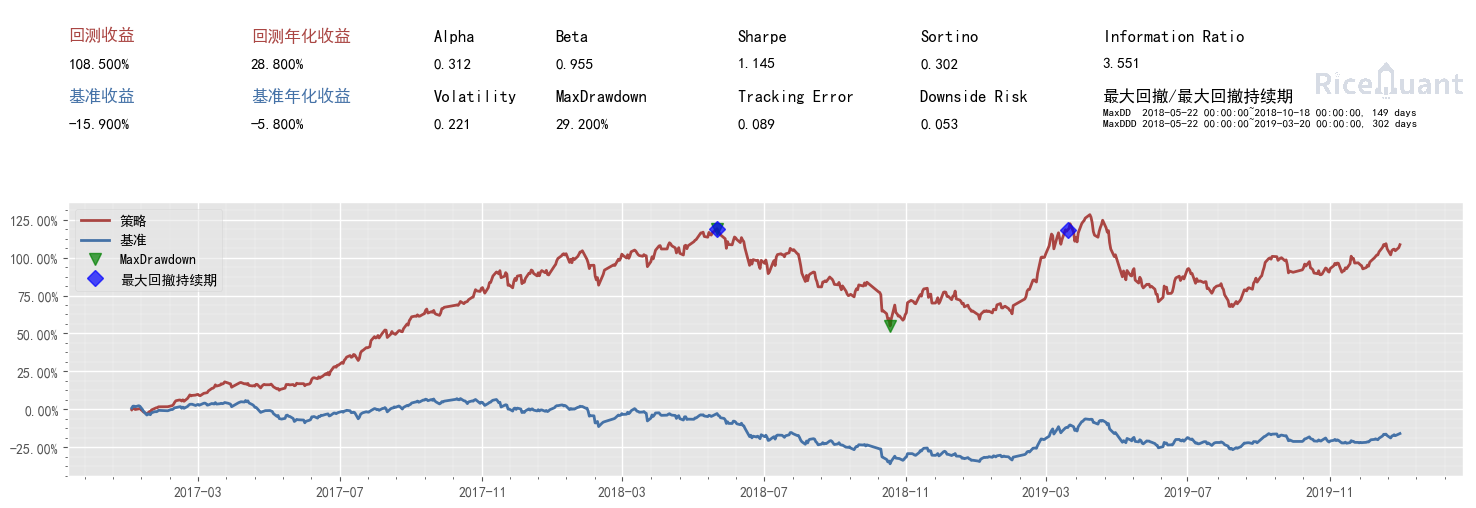 回测收益 回测年化收益 Alpha Beta Sharpe Sortino Information Ratio
108.500% 28.800% 0.312 0.955 1.145 0.302 3.551
RiceQuant
基准收益 基准年化收益 Volatility MaxDrawdown Tracking Error Downside Risk 最大回撤/最大回撤持续期
-15.900% -5.800% 0.221 29.200% 0.089 0.053
MaxDD 2018-05-22 00:00:00~2018-10-18 00:00:00, 149 days
MaxDDD 2018-05-22 00:00:00~2019-03-20 00:00:00, 302 days
策略
基准
MaxDrawdown
最大回撤持续期
125.00%
100.00%
75.00%
50.00%
25.00%
0.00%
-25.00%
2017-03 2017-07 2017-11 2018-03 2018-07 2018-11 2019-03 2019-07 2019-11